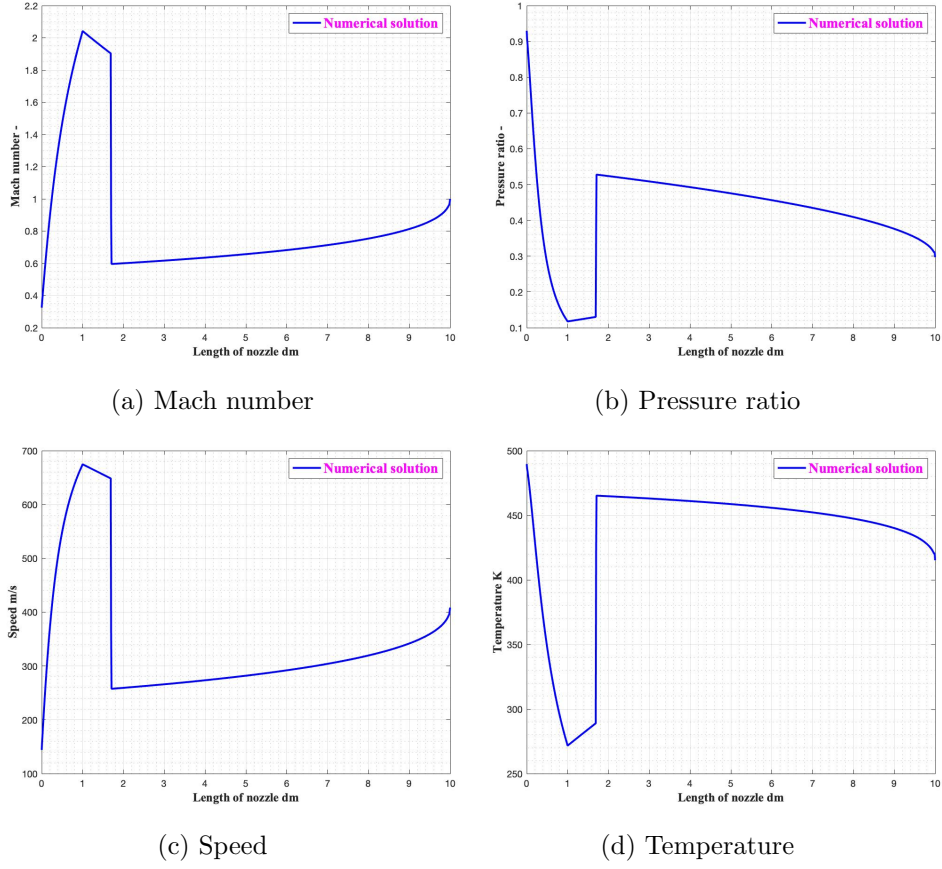 2.2
2
1.8
1.6
1.4
1.2
1
0.8
0.6
0.4
0.2
Mach number -
Numerical solution
0 1 2 3 4 5 6 7 8 9 10
Length of nozzle dm
(a) Mach number
1
0.9
0.8
0.7
0.6
0.5
0.4
0.3
0.2
0.1
Pressure ratio -
Numerical solution
0 1 2 3 4 5 6 7 8 9 10
Length of nozzle dm
(b) Pressure ratio
700
600
500
400
300
200
100
Speed m/s
Numerical solution
0 1 2 3 4 5 6 7 8 9 10
Length of nozzle dm
(c) Speed
500
450
400
350
300
250
Temperature K
Numerical solution
0 1 2 3 4 5 6 7 8 9 10
Length of nozzle dm
(d) Temperature